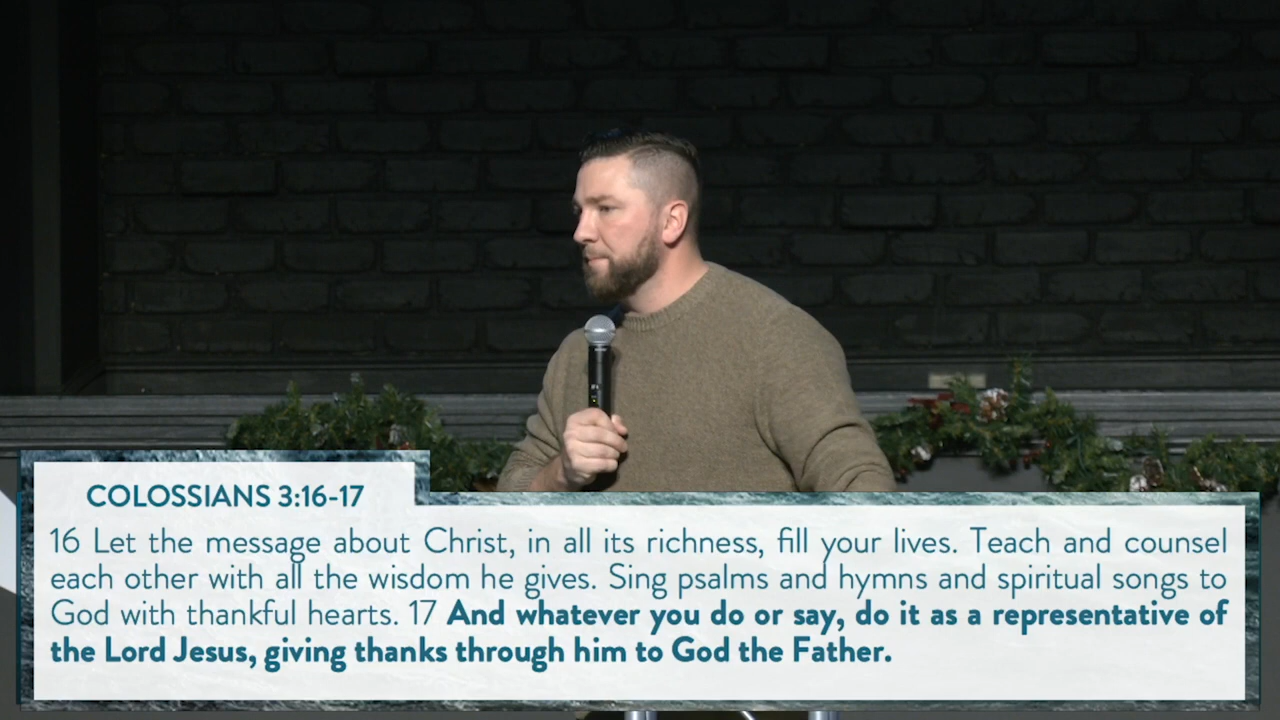 COLOSSIANS 3:16-17
16 Let the message about Christ, in all its richness, fill your lives. Teach and counsel
each other with all the wisdom he gives. Sing psalms and hymns and spiritual songs to
God with thankful hearts. 17 And whatever you do or say, do it as a representative of
the Lord Jesus, giving thanks through him to God the Father.